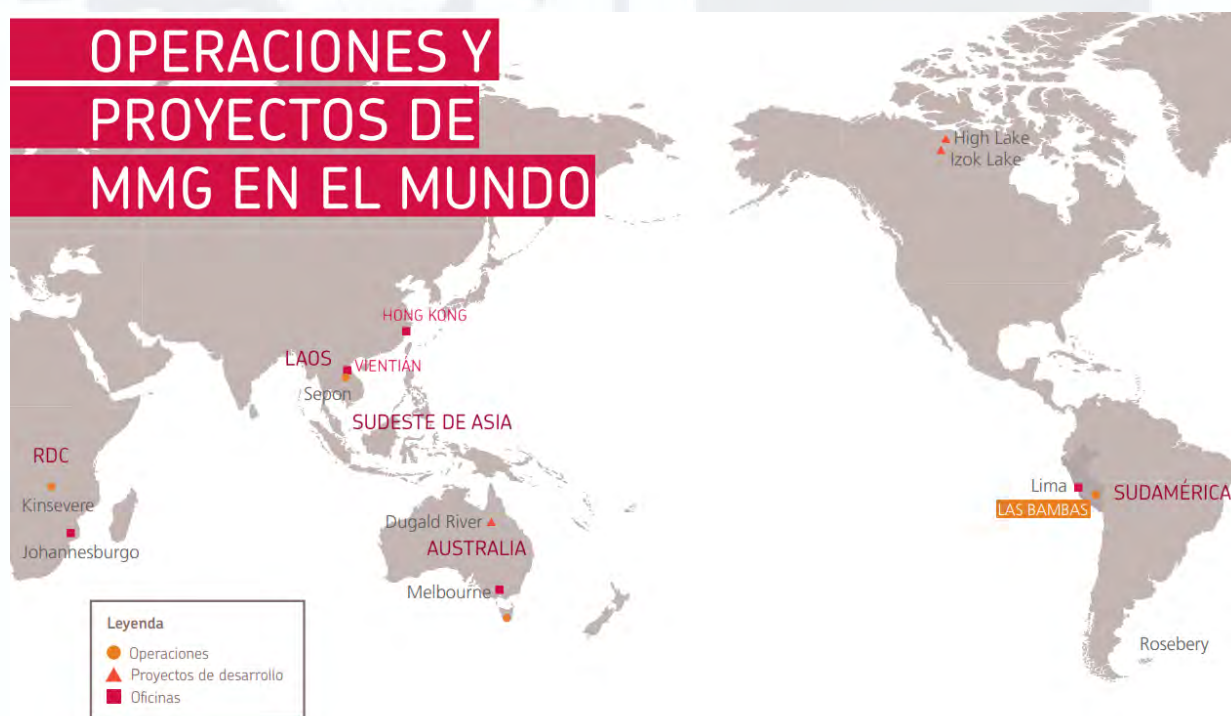 OPERACIONES Y
PROYECTOS DE
MMG EN EL MUNDO
High Lake
Izok Lake
HONG KONG
LAOS
VIENTIÁN
Sepon
SUDESTE DE ASIA
RDC
Kinsevere
Johannesburgo
Dugald River
AUSTRALIA
Melbourne
Lima
SUDAMÉRICA
LAS BAMBAS
Rosebery
Leyenda
Operaciones
Proyectos de desarrollo
Oficinas